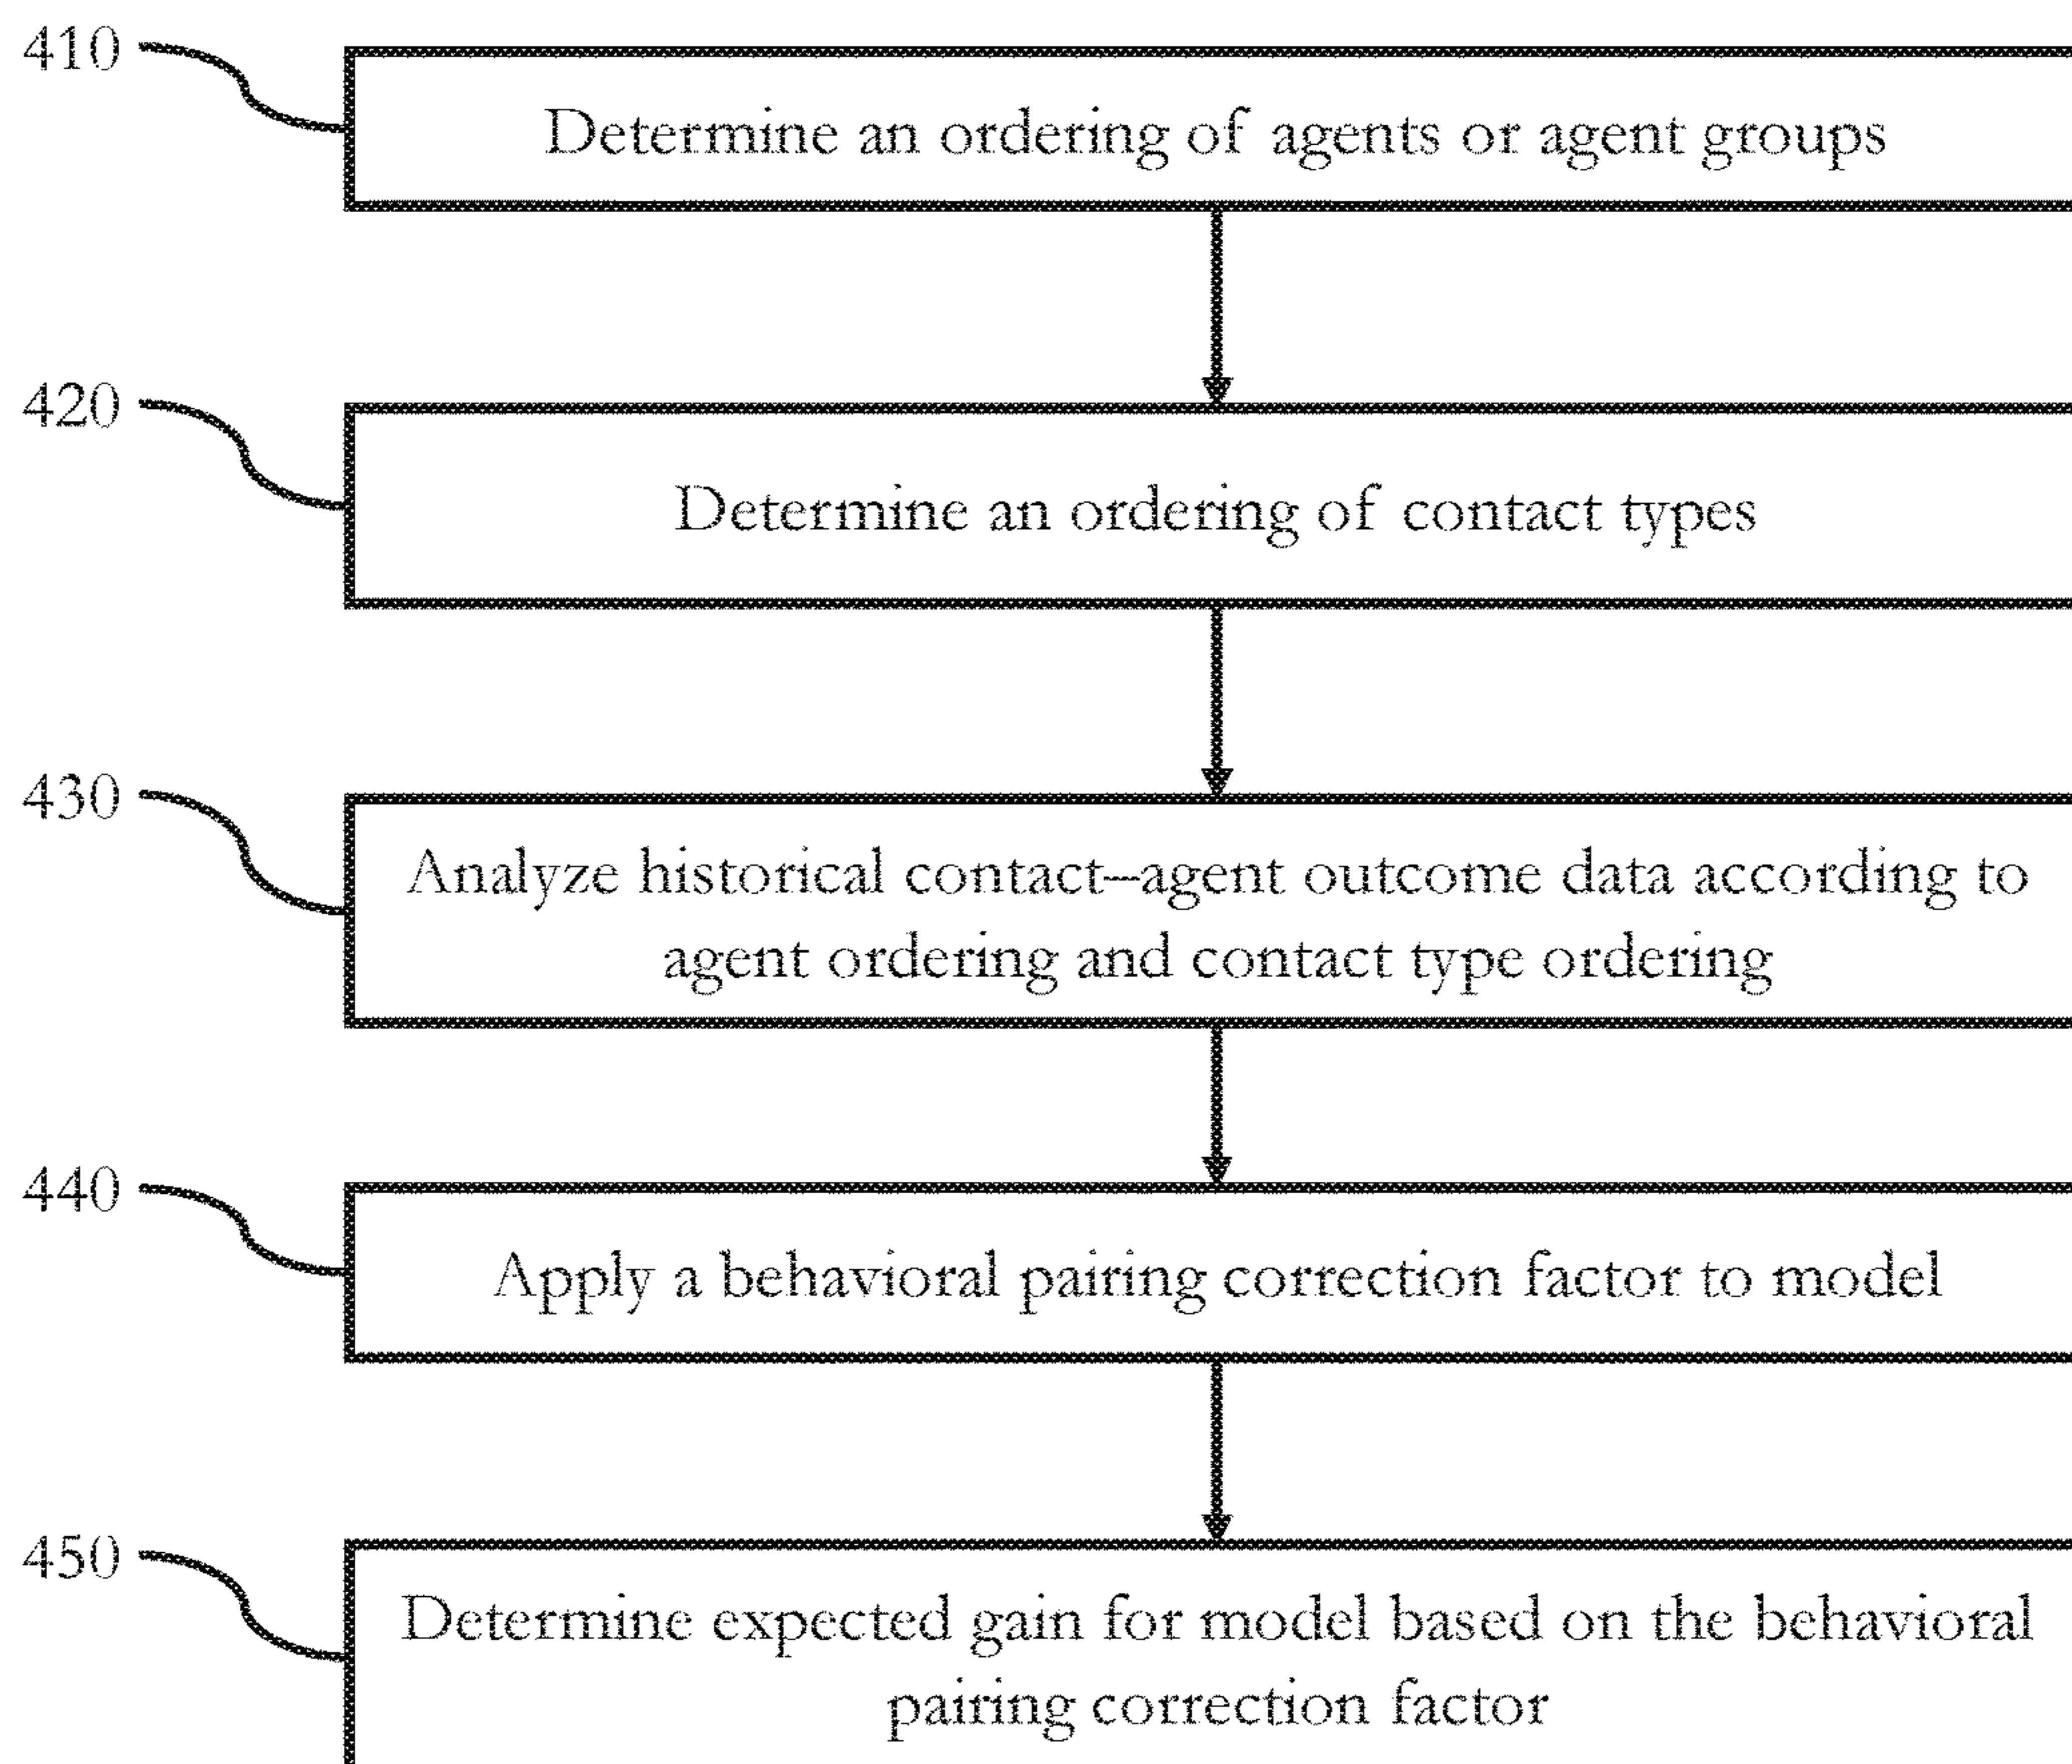 410
Determine an ordering of agents or agent groups
420
Determine an ordering of contact types
430
Analyze historical contact--agent outcome data according to
agent ordering and contact type ordering
440
Apply a behavioral pairing correction factor to model
450
Determine expected gain for model based on the behavioral
pairing correction factor